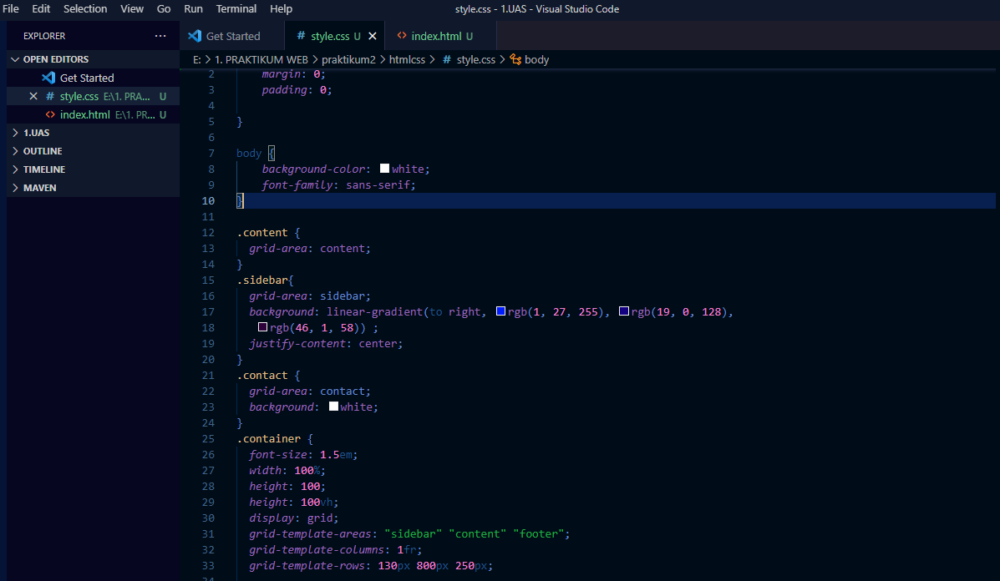 File Edit Selection View Go Run Terminal Help style.css - 1.UAS - Visual Studio Code
EXPLORER ···
Get Started # style.css U <> index.html U
OPEN EDITORS
E: > 1. PRAKTIKUM WEB > praktikum2 > htmlcss > # style.css > body
Get Started
# style.css E:\1. PRA... U
<> index.html E:\1. PR... U
1.UAS
OUTLINE
TIMELINE
MAVEN
2 margin: 0;
3 padding: 0;
4
5 }
6
7 body {
8 background-color: white;
9 font-family: sans-serif;
10 }
11
12 .content {
13 grid-area: content;
14 }
15 .sidebar{
16 grid-area: sidebar;
17 background: linear-gradient(to right, rgb(1, 27, 255), rgb(19, 0, 128),
18 rgb(46, 1, 58)) ;
19 justify-content: center;
20 }
21 .contact {
22 grid-area: contact;
23 background: white;
24 }
25 .container {
26 font-size: 1.5em;
27 width: 100%;
28 height: 100;
29 height: 100vh;
30 display: grid;
31 grid-template-areas: "sidebar" "content" "footer";
32 grid-template-columns: 1fr;
33 grid-template-rows: 130px 800px 250px;
34